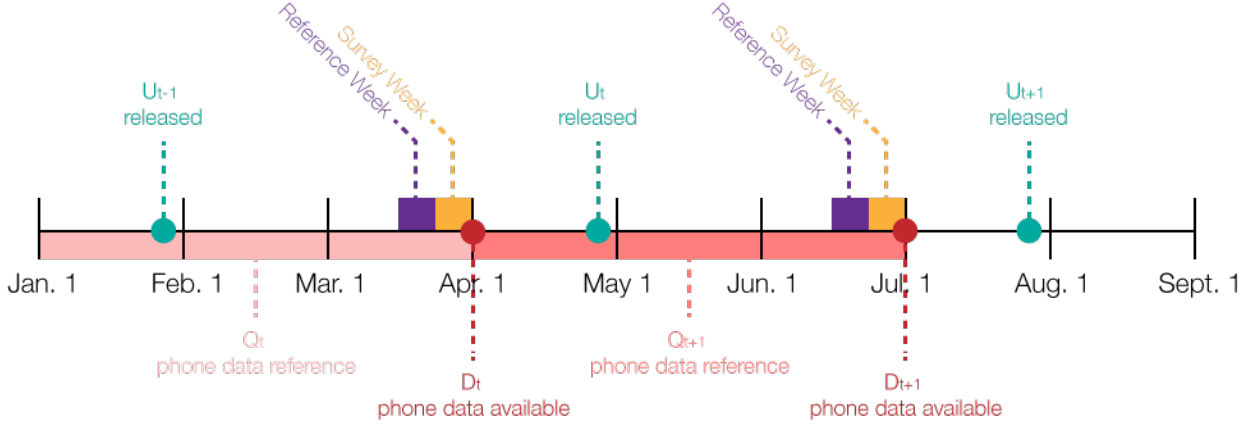 Reference Week
Survey Week
Reference Week
Survey Week
Ut-1
released
Ut
released
Ut+1
released
Jan. 1 Feb. 1 Mar. 1 Apr. 1 May 1 Jun. 1 Jul. 1 Aug. 1 Sept. 1
Qt
phone data reference
Qt+1
phone data reference
Dt
phone data available
Dt+1
phone data available